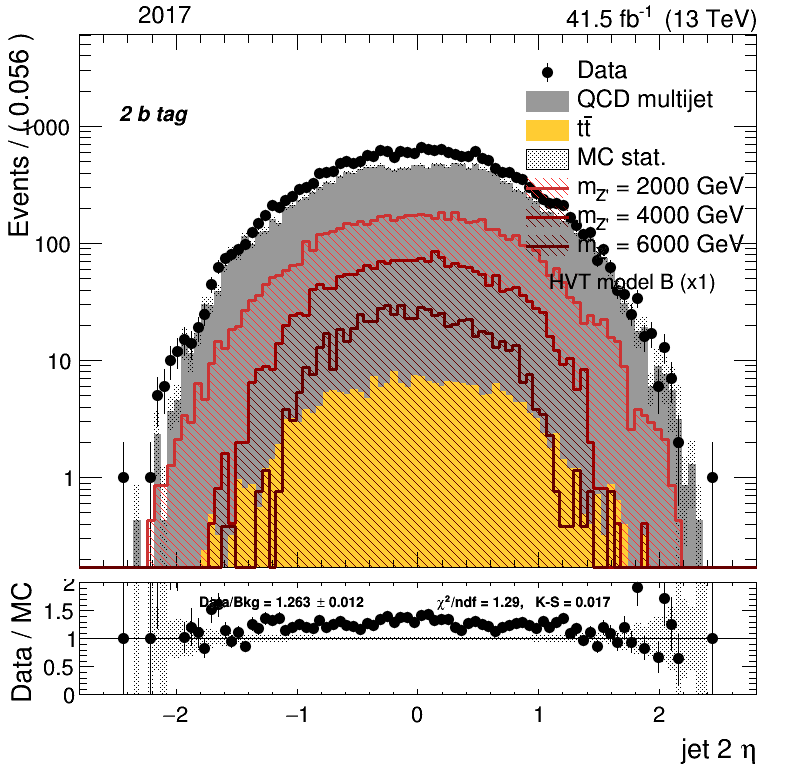 2017 41.5 fb⁻¹ (13 TeV)
Events / ( 0.056 )
2 b tag
Data
QCD multijet
tt̄
MC stat.
m_Z' = 2000 GeV
m_Z' = 4000 GeV
m_Z' = 6000 GeV
HVT model B (x1)
1000
100
10
1
Data / MC
Data/Bkg = 1.263 ± 0.012 χ²/ndf = 1.29, K-S = 0.017
2
1.5
1
0.5
0
−2 −1 0 1 2
jet 2 η